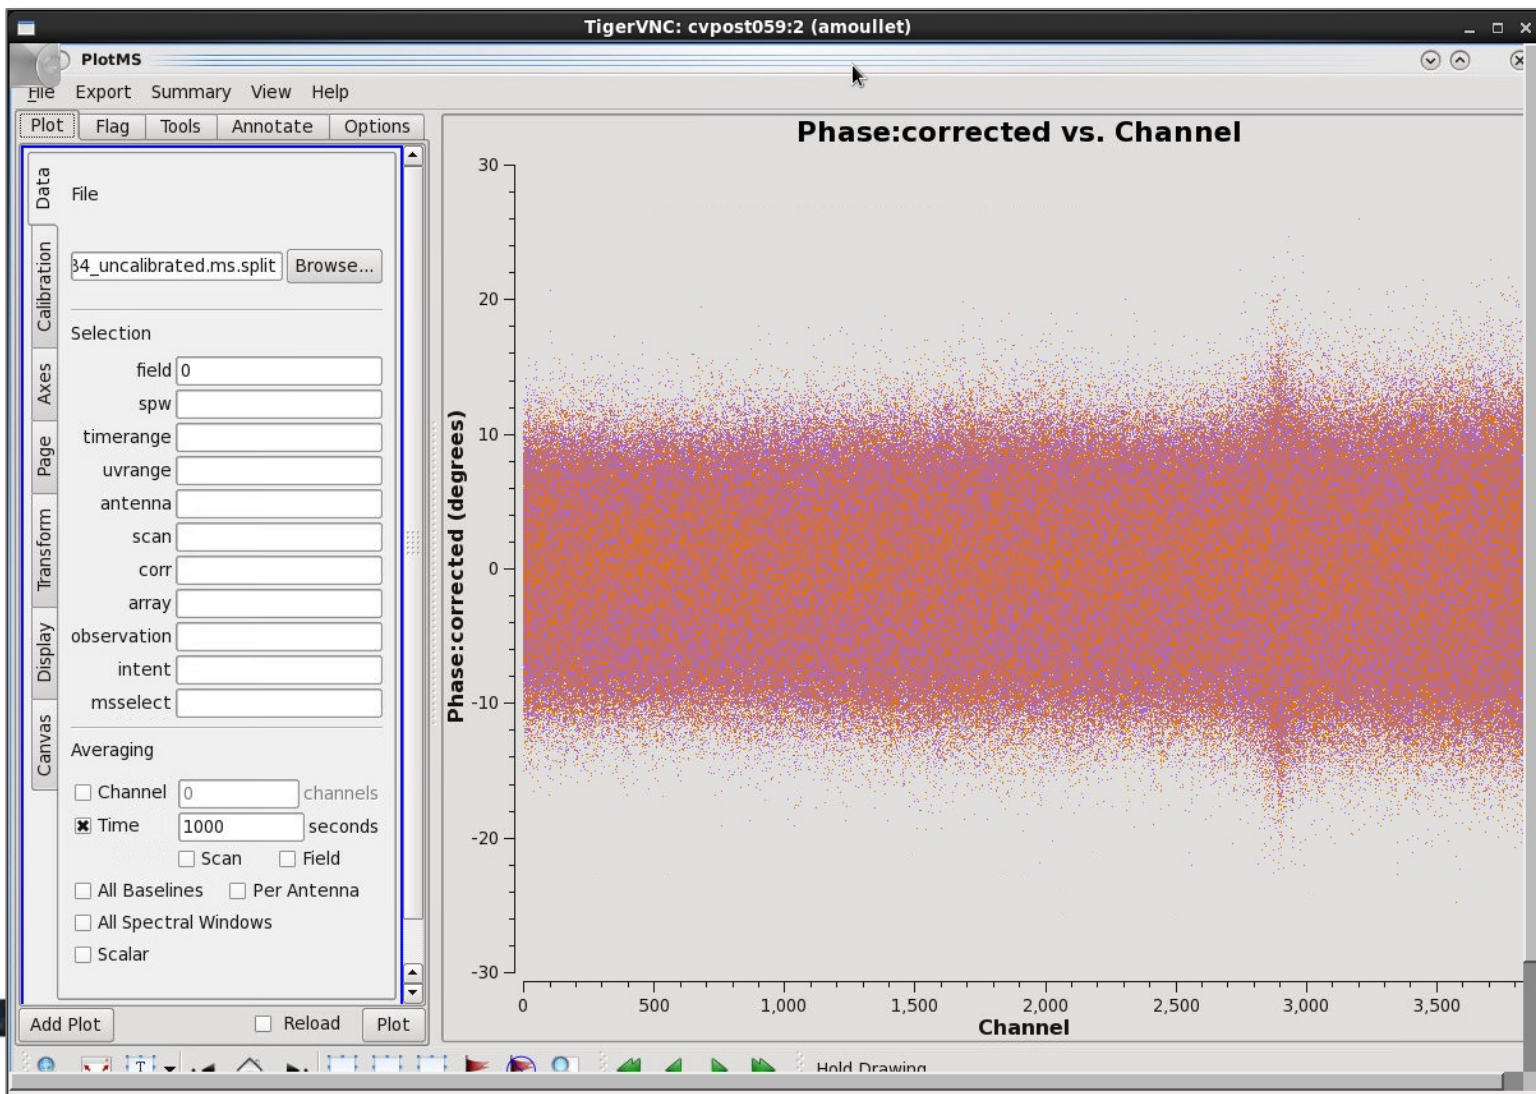 TigerVNC: cvpost059:2 (amoullet)
PlotMS
File Export Summary View Help
Plot Flag Tools Annotate Options
Data
Calibration
Axes
Page
Transform
Display
Canvas
File
34_uncalibrated.ms.split Browse...
Selection
field 0
spw
timerange
uvrange
antenna
scan
corr
array
observation
intent
msselect
Averaging
Channel 0 channels
Time 1000 seconds
Scan Field
All Baselines Per Antenna
All Spectral Windows
Scalar
Add Plot Reload Plot
Phase:corrected vs. Channel
Phase:corrected (degrees)
30
20
10
0
-10
-20
-30
0 500 1,000 1,500 2,000 2,500 3,000 3,500
Channel
T
Hold Drawing